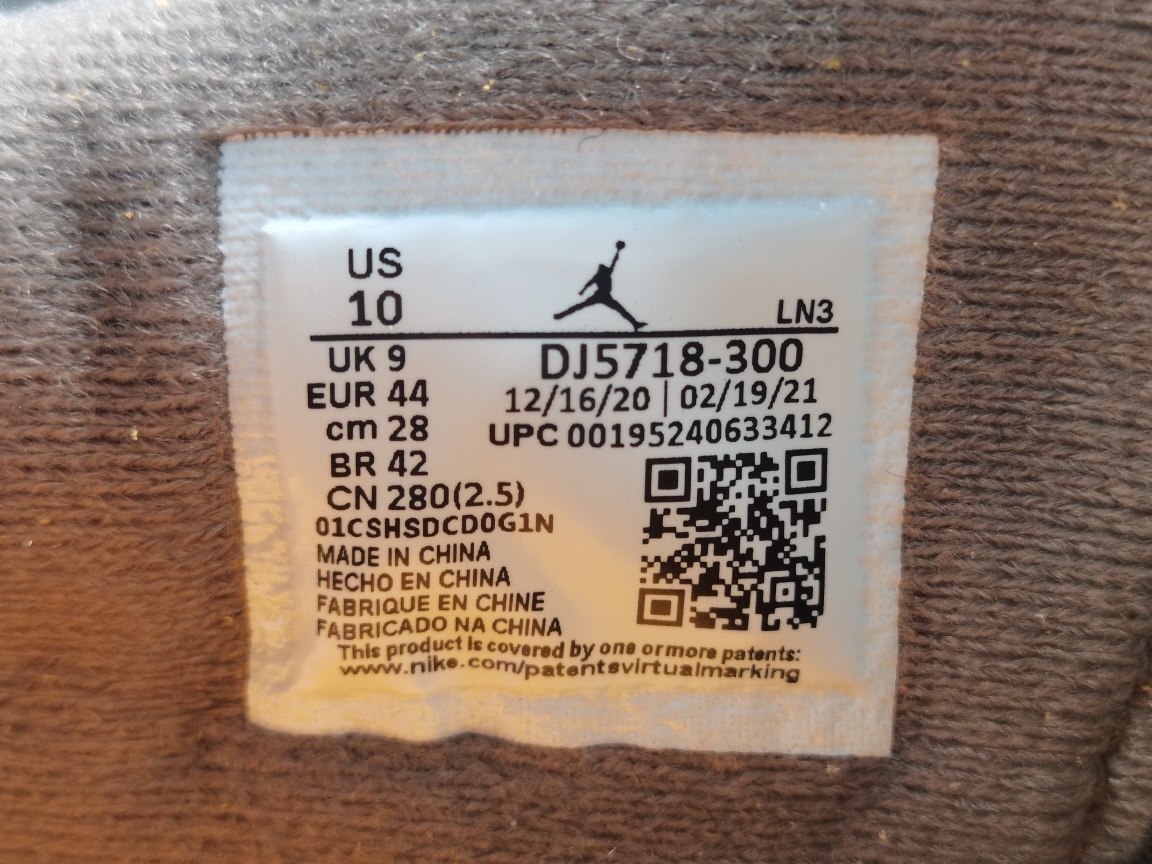 US
10
LN3
UK 9
DJ5718-300
EUR 44
12/16/20 | 02/19/21
cm 28
UPC 00195240633412
BR 42
CN 280(2.5)
01CSHSDCD0G1N
MADE IN CHINA
HECHO EN CHINA
FABRIQUE EN CHINE
FABRICADO NA CHINA
This product is covered by one or more patents:
www.nike.com/patentsvirtualmarking